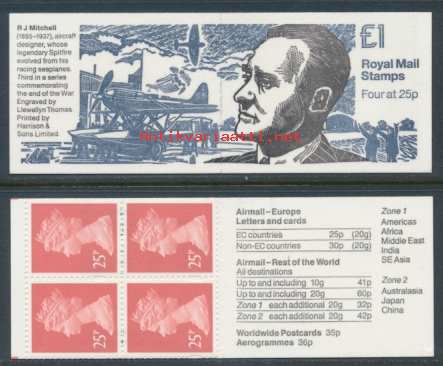 R J Mitchell
(1895–1937), aircraft
designer, whose
legendary Spitfire
evolved from his
racing seaplanes.
Third in a series
commemorating
the end of the War
Engraved by
Llewellyn Thomas.
Printed by
Harrison &
Sons Limited.
£1
Royal Mail
Stamps
Four at 25p
www.vakiovariaatiit.net
25P
25P
25P
25P
Airmail–Europe
Letters and cards
EC countries 25p (20g)
Non-EC countries 30p (20g)
Airmail–Rest of the World
All destinations
Up to and including 10g 41p
Up to and including 20g 60p
Zone 1 each additional 20g 32p
Zone 2 each additional 20g 42p
Worldwide Postcards 35p
Aerogrammes 36p
Zone 1
Americas
Africa
Middle East
India
SE Asia
Zone 2
Australasia
Japan
China